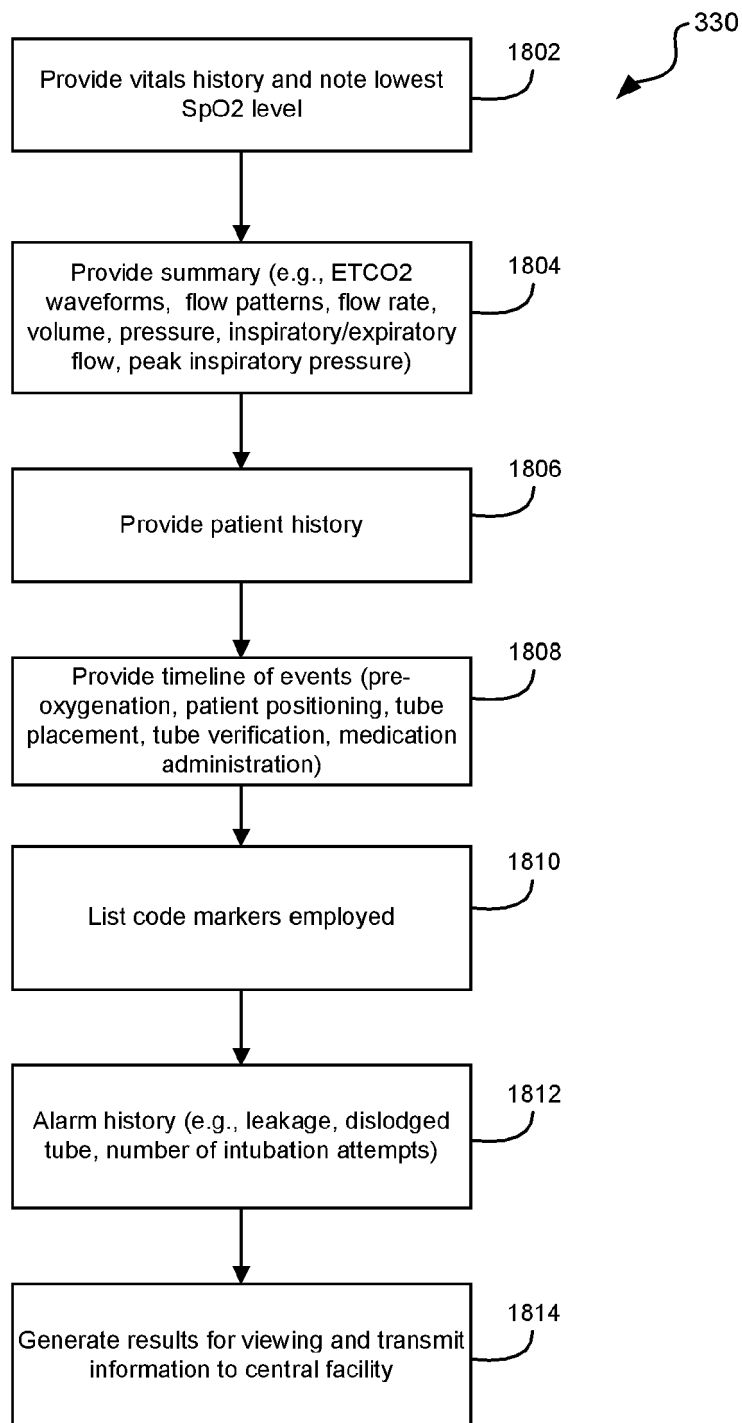 330
1802
Provide vitals history and note lowest
SpO2 level
1804
Provide summary (e.g., ETCO2
waveforms, flow patterns, flow rate,
volume, pressure, inspiratory/expiratory
flow, peak inspiratory pressure)
1806
Provide patient history
1808
Provide timeline of events (pre-
oxygenation, patient positioning, tube
placement, tube verification, medication
administration)
1810
List code markers employed
1812
Alarm history (e.g., leakage, dislodged
tube, number of intubation attempts)
1814
Generate results for viewing and transmit
information to central facility